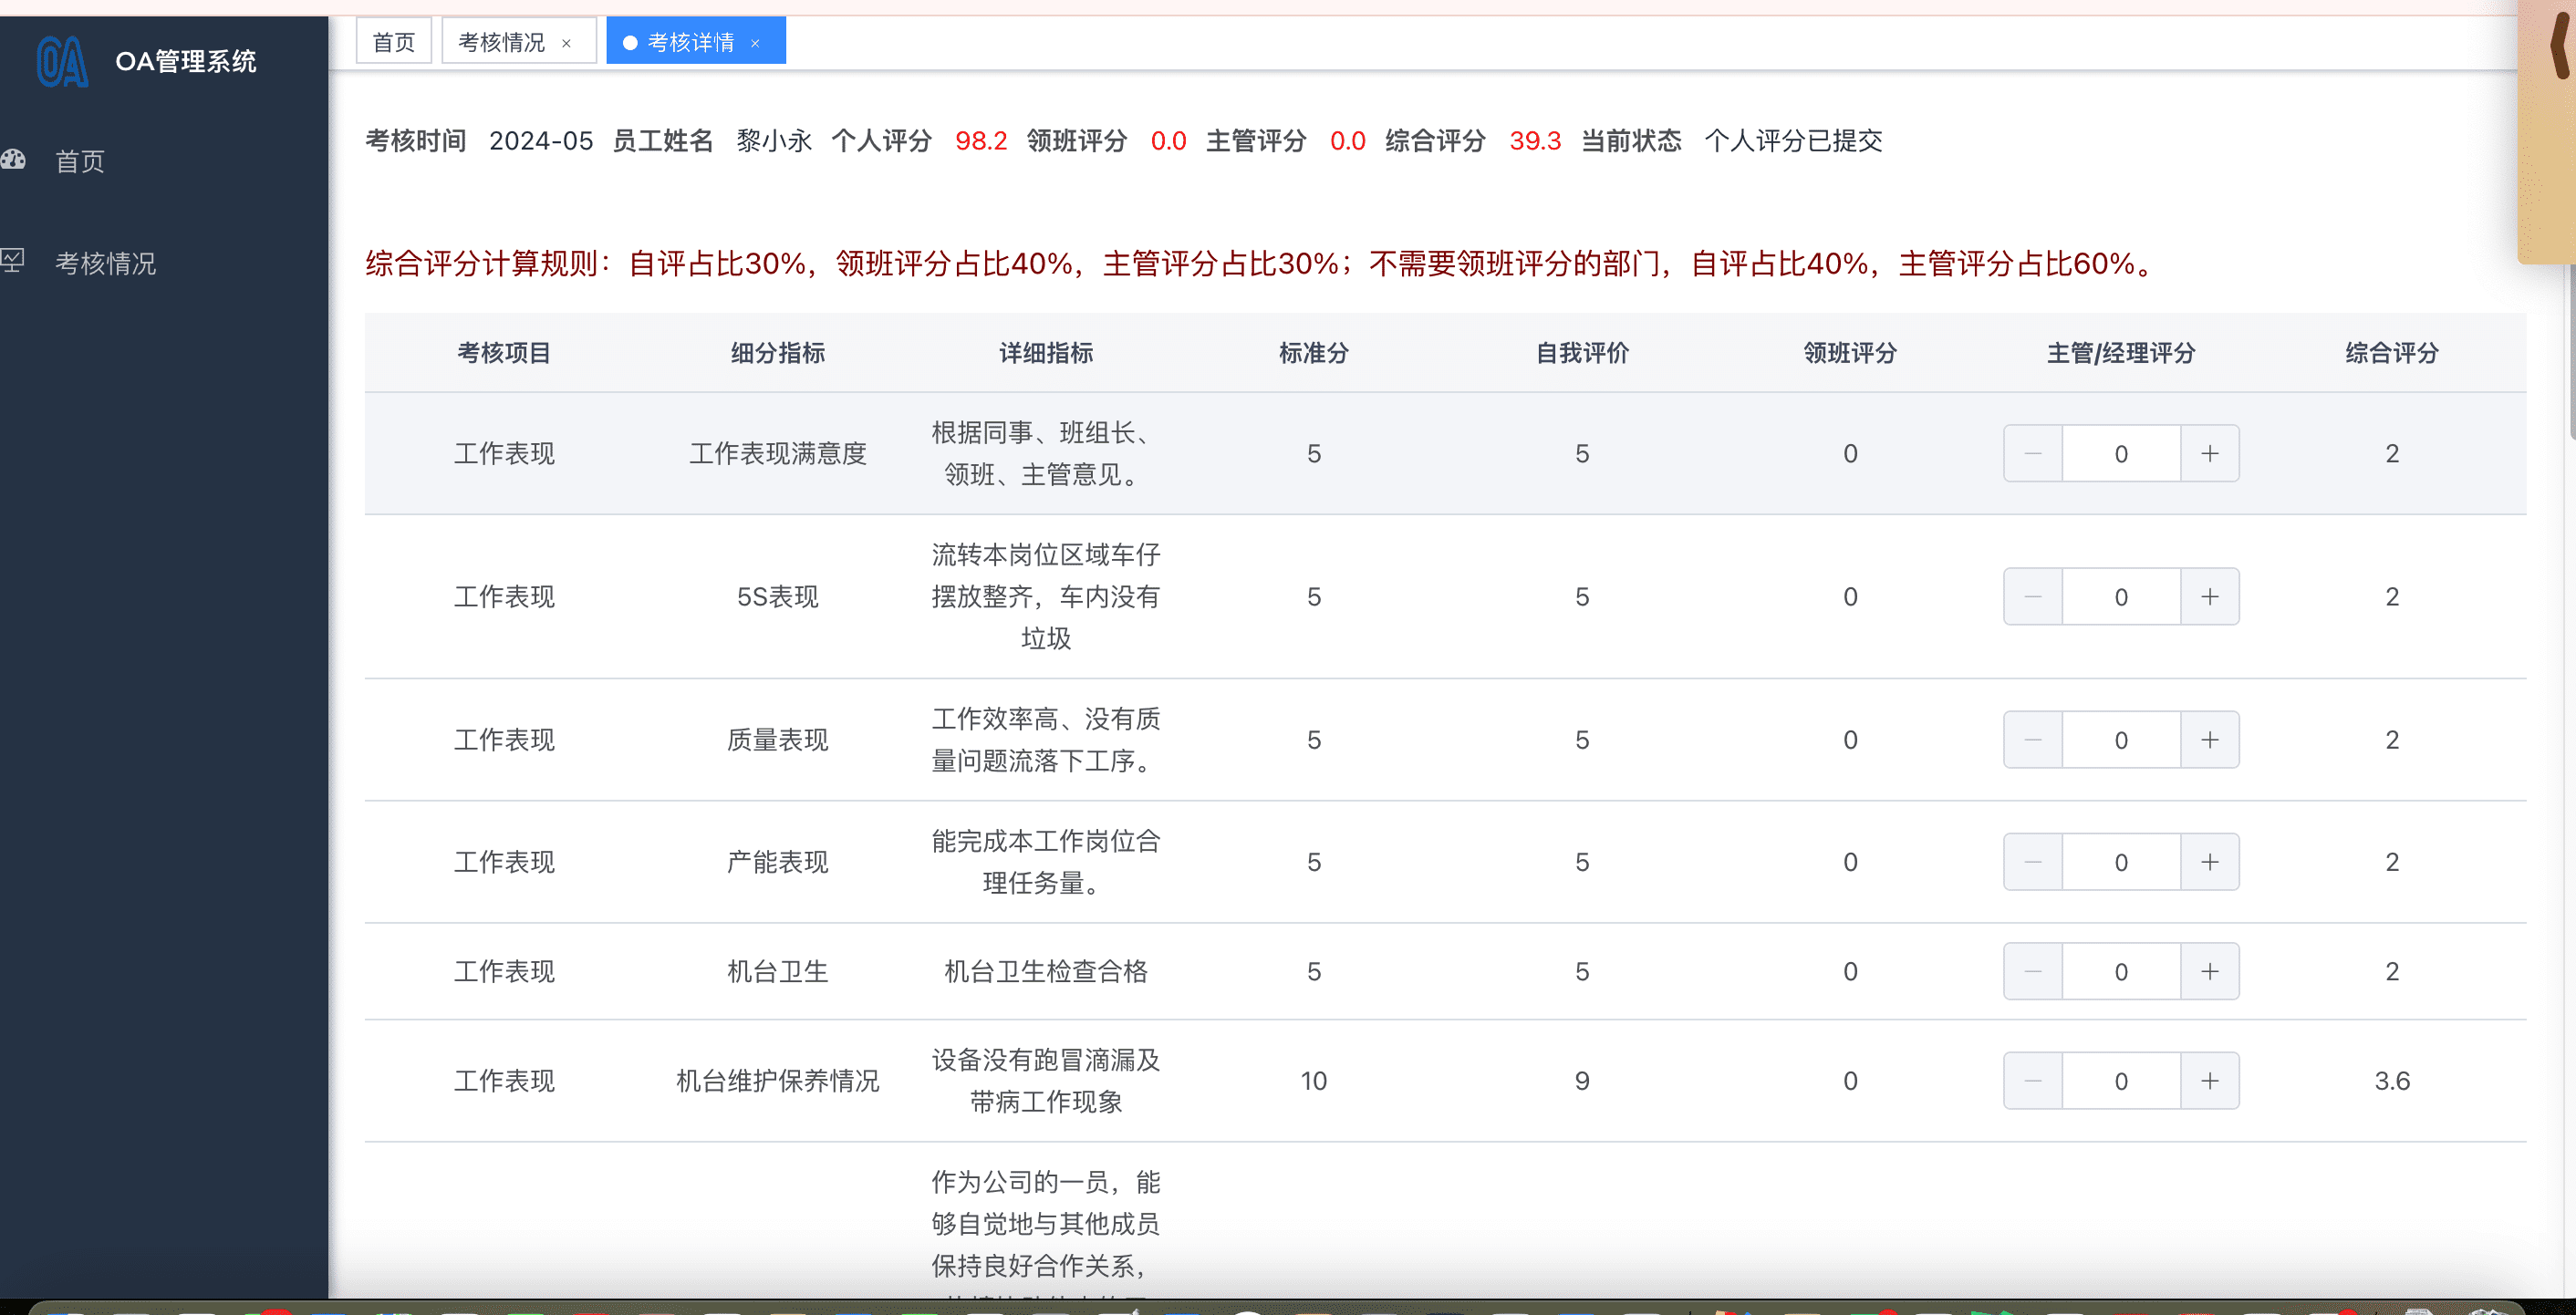 OA OA管理系统
首页
考核情况
首页 考核情况 × 考核详情 ×
考核时间 2024-05 员工姓名 黎小永 个人评分 98.2 领班评分 0.0 主管评分 0.0 综合评分 39.3 当前状态 个人评分已提交
综合评分计算规则：自评占比30%，领班评分占比40%，主管评分占比30%；不需要领班评分的部门，自评占比40%，主管评分占比60%。
考核项目 细分指标 详细指标 标准分 自我评价 领班评分 主管/经理评分 综合评分
工作表现 工作表现满意度 根据同事、班组长、
领班、主管意见。 5 5 0 − 0 + 2
工作表现 5S表现 流转本岗位区域车仔
摆放整齐，车内没有
垃圾 5 5 0 − 0 + 2
工作表现 质量表现 工作效率高、没有质
量问题流落下工序。 5 5 0 − 0 + 2
工作表现 产能表现 能完成本工作岗位合
理任务量。 5 5 0 − 0 + 2
工作表现 机台卫生 机台卫生检查合格 5 5 0 − 0 + 2
工作表现 机台维护保养情况 设备没有跑冒滴漏及
带病工作现象 10 9 0 − 0 + 3.6
作为公司的一员，能
够自觉地与其他成员
保持良好合作关系，